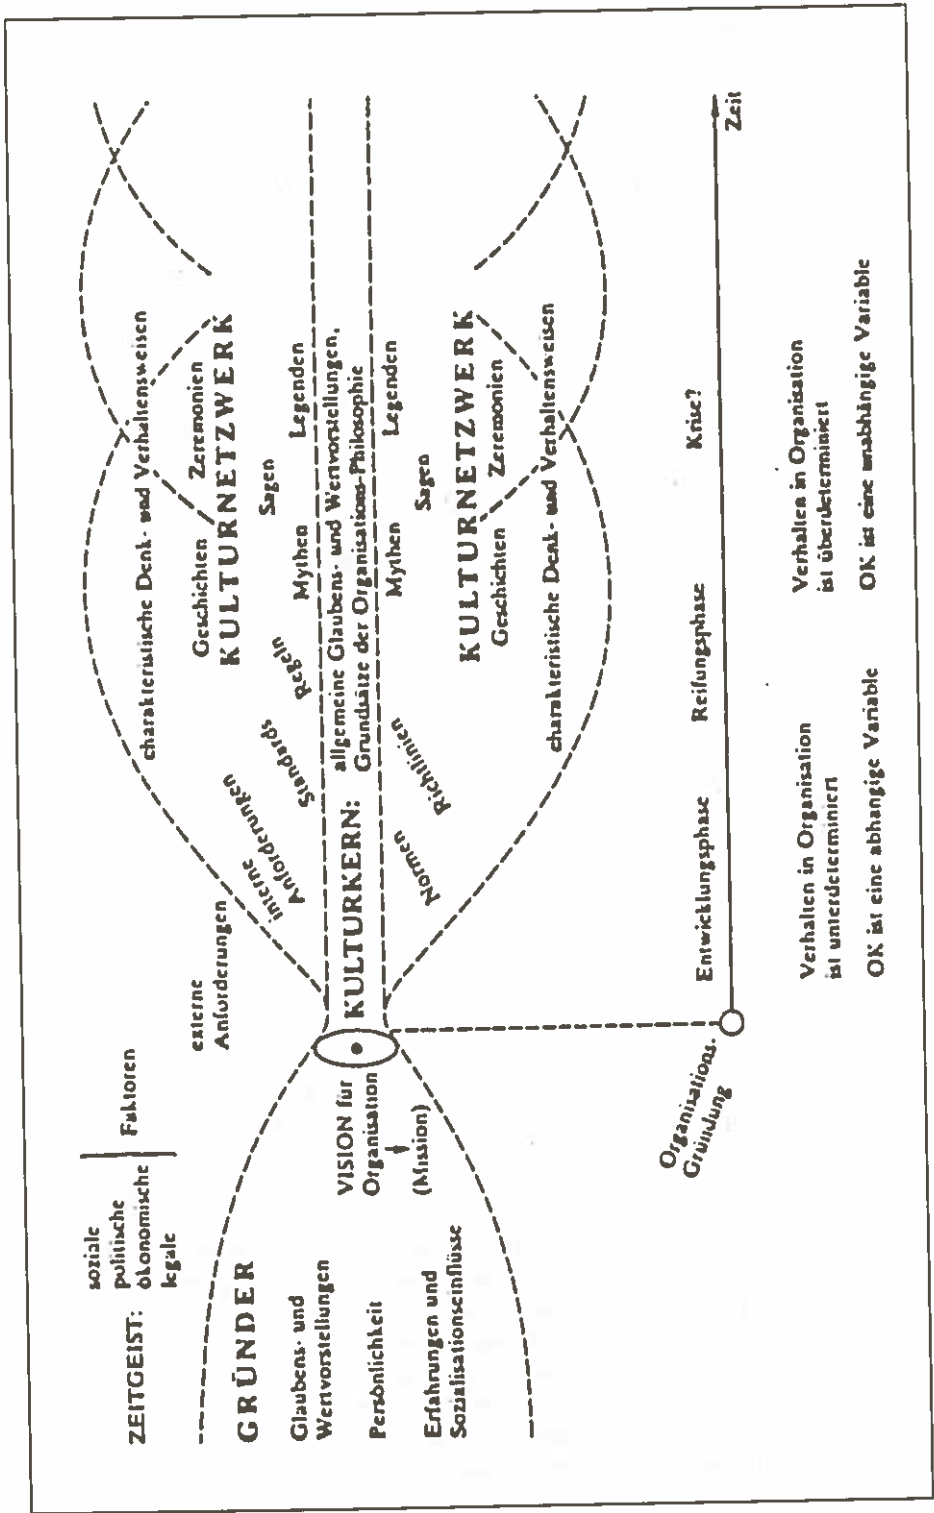 ZEITGEIST:
soziale
politische
ökonomische
legale
Faktoren
externe
Anforderungen
GRÜNDER
Glaubens- und
Wertvorstellungen
Persönlichkeit
Erfahrungen und
Sozialisationseinflüsse
VISION für
Organisation
(Mission)
interne
Anforderungen
Standards
Regeln
charakteristische Denk- und Verhaltensweisen
Geschichten
Zeremonien
KULTURNETZWERK
Sagen
Mythen
Legenden
KULTURKERN:
allgemeine Glaubens- und Wertvorstellungen,
Grundsätze der Organisations-Philosophie
Normen
Richtlinien
Mythen
Legenden
Sagen
KULTURNETZWERK
Geschichten
Zeremonien
charakteristische Denk- und Verhaltensweisen
Organisations-
Gründung
Entwicklungsphase
Reifungsphase
Krise?
Zeit
Verhalten in Organisation
ist unterdeterminiert
OK ist eine abhangige Variable
Verhalten in Organisation
ist überdeterminiert
OK ist eine unabhängige Variable